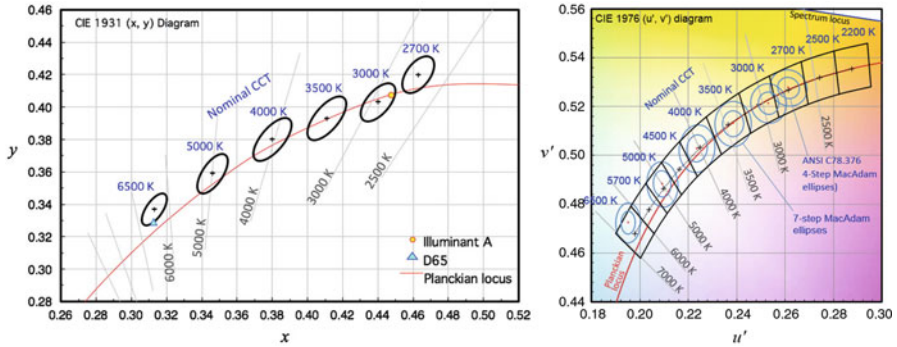 CIE 1931 (x, y) Diagram
0.46
0.44
0.42
0.40
0.38
0.36
0.34
0.32
0.30
0.28
y
0.26 0.28 0.30 0.32 0.34 0.36 0.38 0.40 0.42 0.44 0.46 0.48 0.50 0.52
x
Nominal CCT
2700 K
3000 K
3500 K
4000 K
5000 K
6500 K
6000 K
5000 K
4000 K
3000 K
2500 K
Illuminant A
D65
Planckian locus
CIE 1976 (u', v') diagram
0.56
0.54
0.52
0.50
0.48
0.46
0.44
v'
0.18 0.20 0.22 0.24 0.26 0.28 0.30
u'
Spectrum locus
2200 K
2500 K
2700 K
3000 K
3500 K
Nominal CCT
4000 K
4500 K
5000 K
5700 K
6500 K
2500 K
3000 K
3500 K
4000 K
5000 K
6000 K
7000 K
ANSI C78.376
4-Step MacAdam
ellipses)
7-step MacAdam
ellipses
Planckian
locus